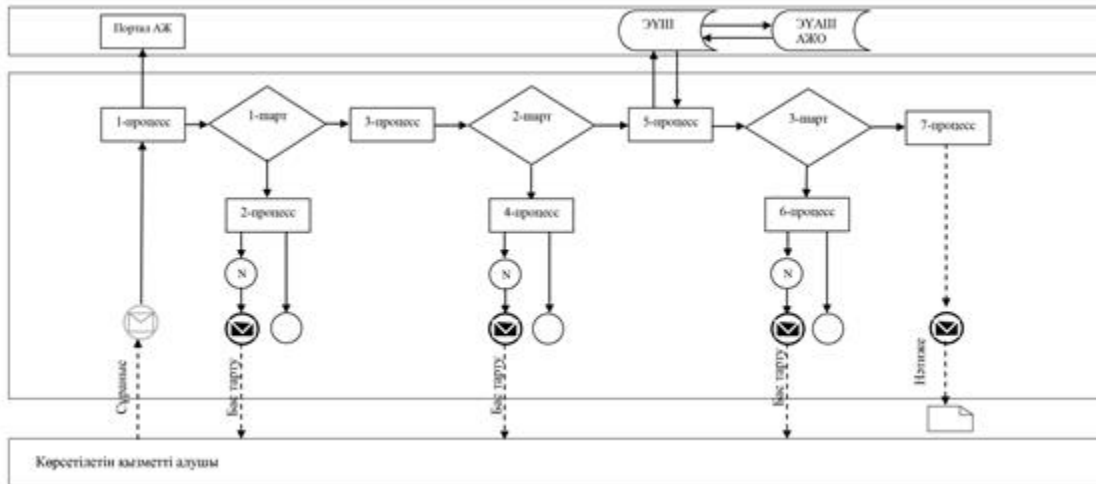 Портал АЖ
ЭҮШ
ЭҮАШ
АЖО
1-процесс
1-шарт
3-процесс
2-шарт
5-процесс
3-шарт
7-процесс
2-процесс
4-процесс
6-процесс
N
N
N
Сұраныс
Бас тарту
Бас тарту
Бас тарту
Нәтиже
Көрсетілетін қызметті алушы